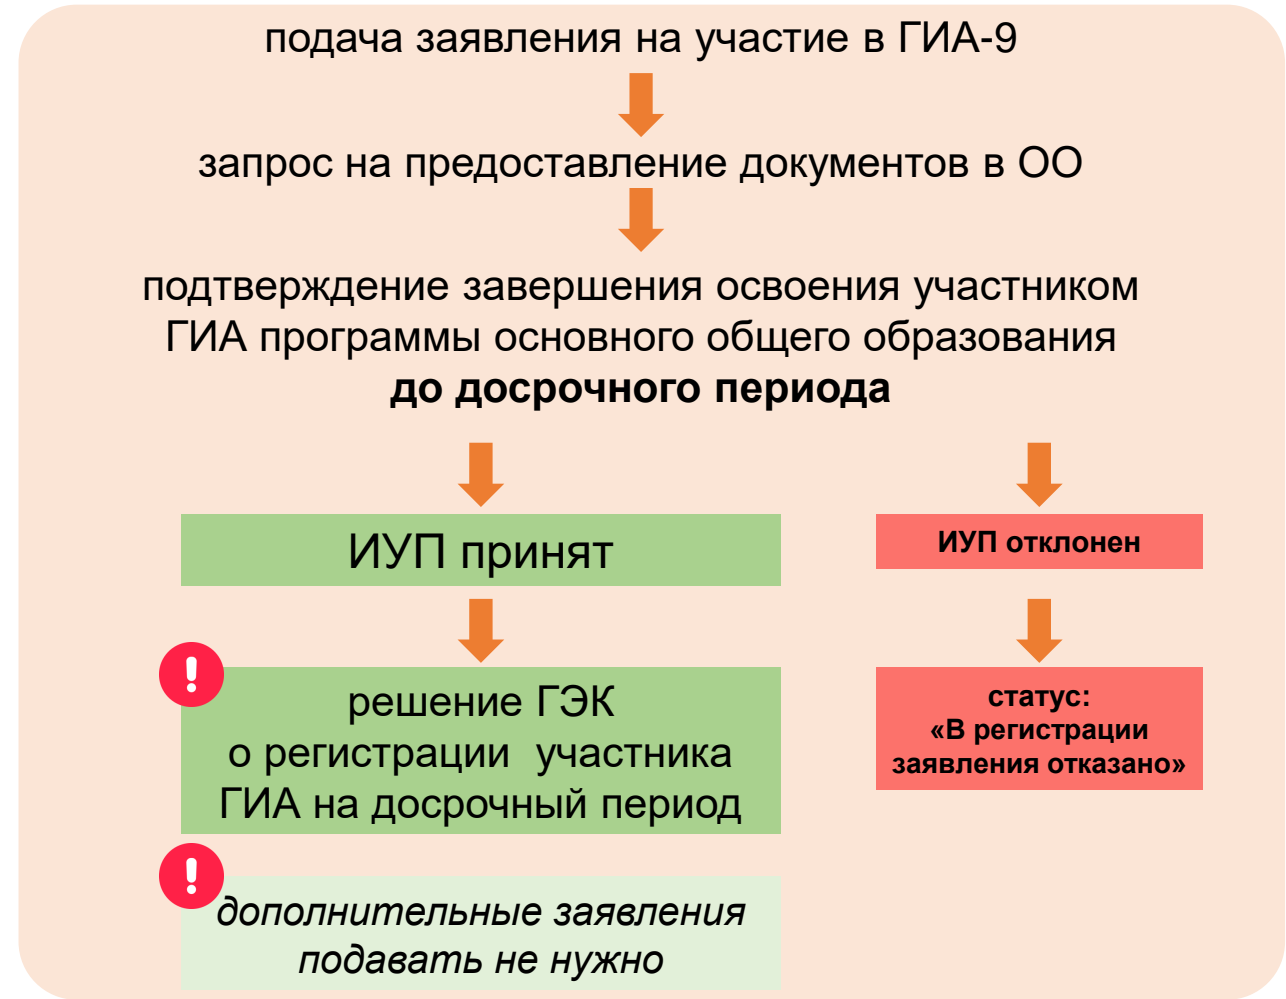 подача заявления на участие в ГИА-9
запрос на предоставление документов в ОО
подтверждение завершения освоения участником
ГИА программы основного общего образования
до досрочного периода
ИУП принят
ИУП отклонен
!
решение ГЭК
о регистрации участника
ГИА на досрочный период
статус:
«В регистрации
заявления отказано»
!
дополнительные заявления
подавать не нужно